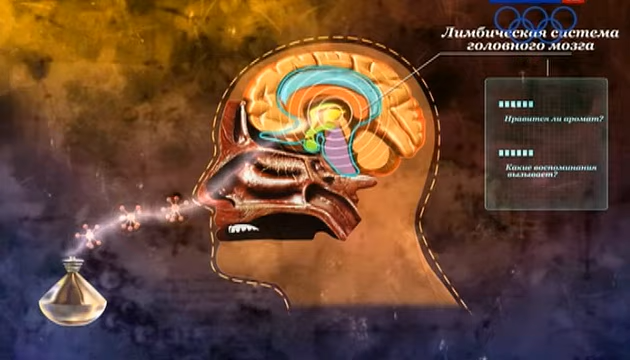 Лимбическая система
головного мозга
Нравится ли аромат?
Какие воспоминания
вызывает?